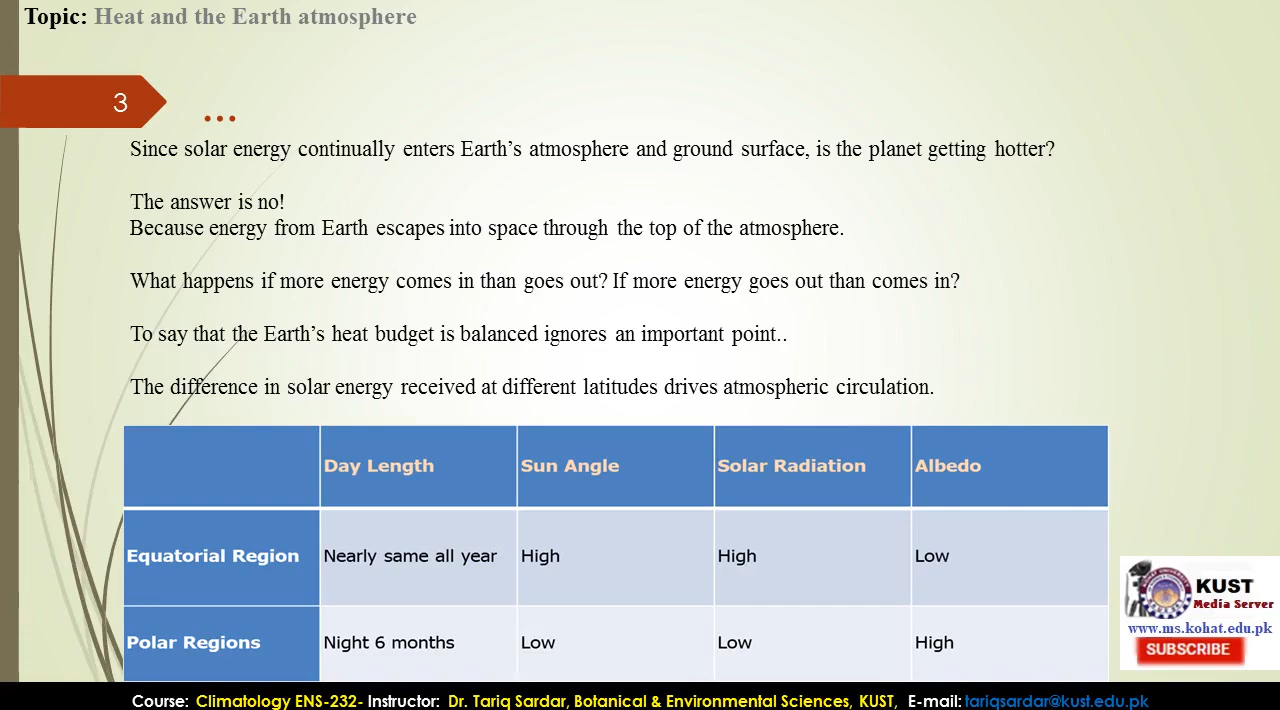 Topic: Heat and the Earth atmosphere
3
...
Since solar energy continually enters Earth's atmosphere and ground surface, is the planet getting hotter?
The answer is no!
Because energy from Earth escapes into space through the top of the atmosphere.
What happens if more energy comes in than goes out? If more energy goes out than comes in?
To say that the Earth's heat budget is balanced ignores an important point..
The difference in solar energy received at different latitudes drives atmospheric circulation.
Day Length Sun Angle Solar Radiation Albedo
Equatorial Region Nearly same all year High High Low
Polar Regions Night 6 months Low Low High
KUST
Media Server
www.ms.kohat.edu.pk
SUBSCRIBE
Course: Climatology ENS-232- Instructor: Dr. Tariq Sardar, Botanical & Environmental Sciences, KUST, E-mail: tariqsardar@kust.edu.pk